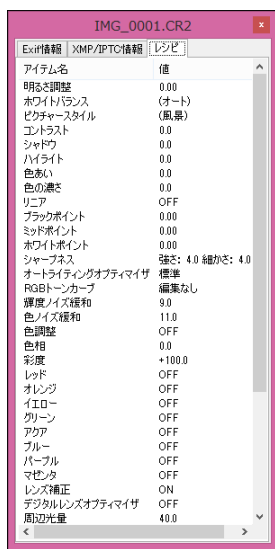 IMG_0001.CR2
x
Exif情報 XMP/IPTC情報 レシピ
アイテム名 値
明るさ調整 0.00
ホワイトバランス (オート)
ピクチャースタイル (風景)
コントラスト 0.0
シャドウ 0.0
ハイライト 0.0
色あい 0.0
色の濃さ 0.0
リニア OFF
ブラックポイント 0.00
ミッドポイント 0.00
ホワイトポイント 0.00
シャープネス 強さ: 4.0 細かさ: 4.0
オートライティングオプティマイザ 標準
RGBトーンカーブ 編集なし
輝度ノイズ緩和 9.0
色ノイズ緩和 11.0
色調整 OFF
色相 0.0
彩度 +100.0
レッド OFF
オレンジ OFF
イエロー OFF
グリーン OFF
アクア OFF
ブルー OFF
パープル OFF
マゼンタ OFF
レンズ補正 ON
デジタルレンズオプティマイザ OFF
周辺光量 40.0